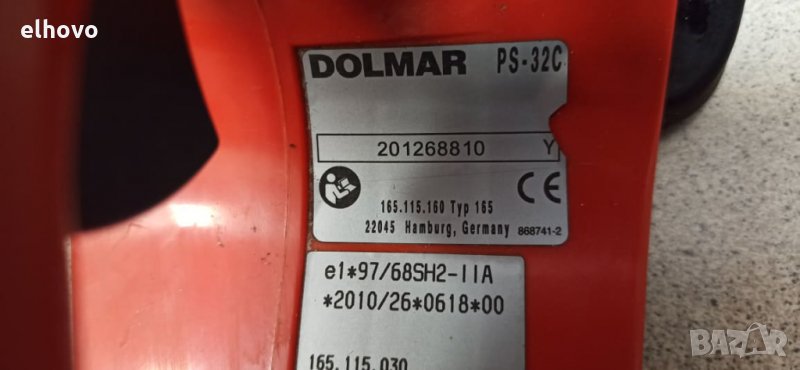 elhovo
DOLMAR PS-32C
201268810 Y
CE
165.115.160 Typ 165
22045 Hamburg, Germany 868741-2
e1*97/68SH2-IIA
*2010/26*0618*00
165.115.030
BAZAR